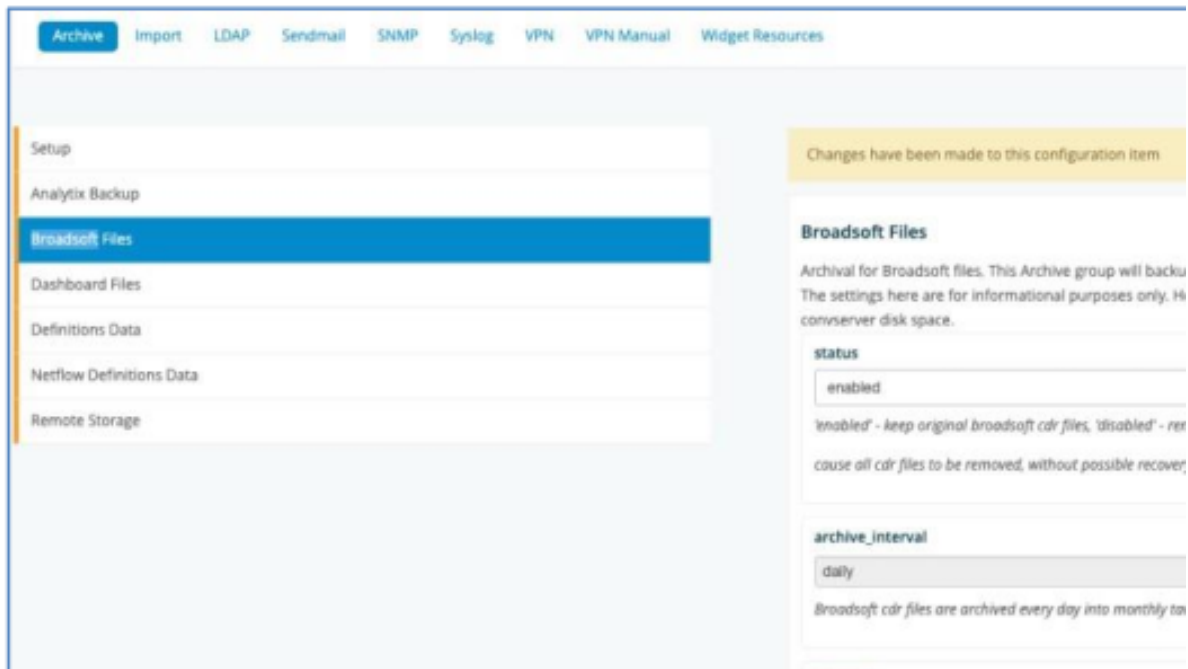 Archive Import LDAP Sendmail SNMP Syslog VPN VPN Manual Widget Resources
Setup
Analytix Backup
Broadsoft Files
Dashboard Files
Definitions Data
Netflow Definitions Data
Remote Storage
Changes have been made to this configuration item
Broadsoft Files
Archival for Broadsoft files. This Archive group will backu
The settings here are for informational purposes only. H
convserver disk space.
status
enabled
'enabled' - keep original broadsoft cdr files, 'disabled' - rem
cause all cdr files to be removed, without possible recovery
archive_interval
daily
Broadsoft cdr files are archived every day into monthly ta